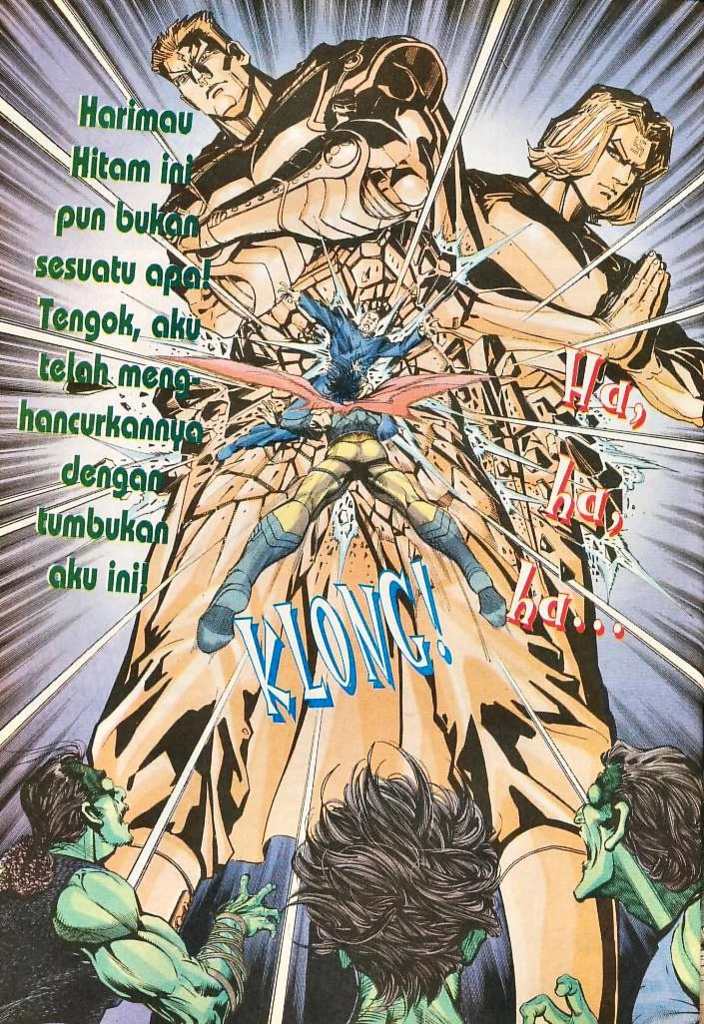 Harimau
Hitam ini
pun bukan
sesuatu apa!
Tengok, aku
telah meng-
hancurkannya
dengan
tumbukan
aku ini!
Ha,
ha,
ha...
KLONG!